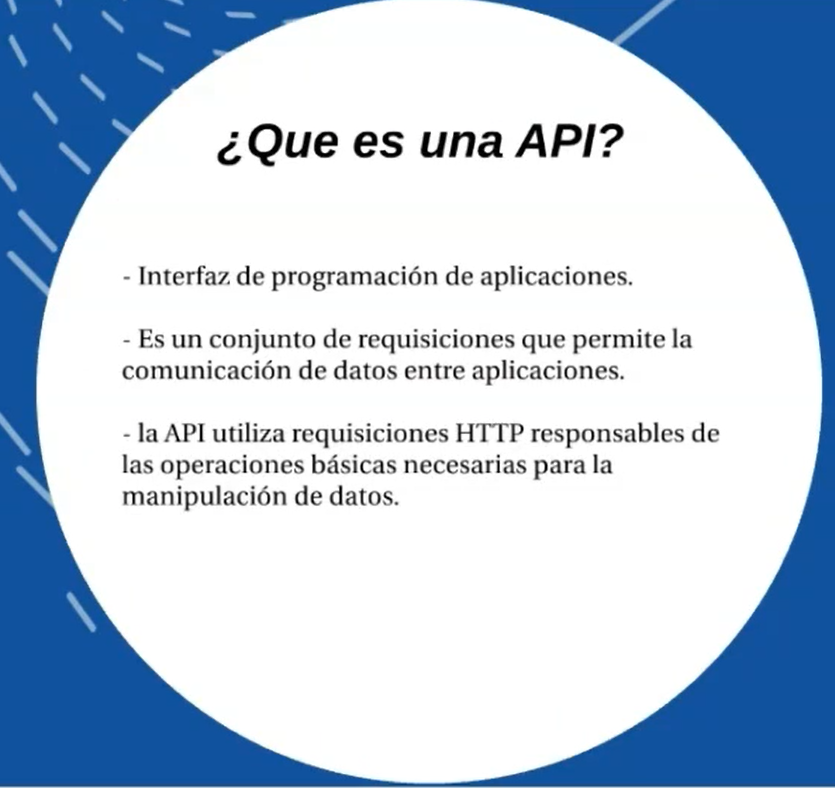 ¿Que es una API?
- Interfaz de programación de aplicaciones.
- Es un conjunto de requisiciones que permite la
comunicación de datos entre aplicaciones.
- la API utiliza requisiciones HTTP responsables de
las operaciones básicas necesarias para la
manipulación de datos.